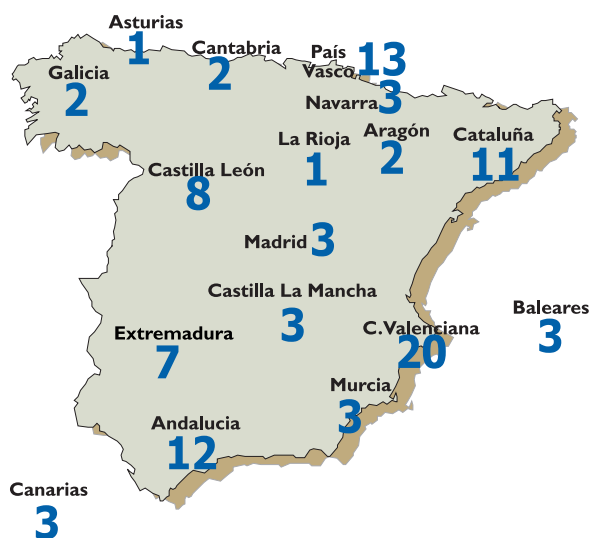 Asturias
1
Cantabria
2
País
Vasco 13
Galicia
2
Navarra 3
La Rioja
1
Aragón
2
Cataluña
11
Castilla León
8
Madrid 3
Castilla La Mancha
3
Baleares
3
C.Valenciana
20
Extremadura
7
Murcia
3
Andalucia
12
Canarias
3